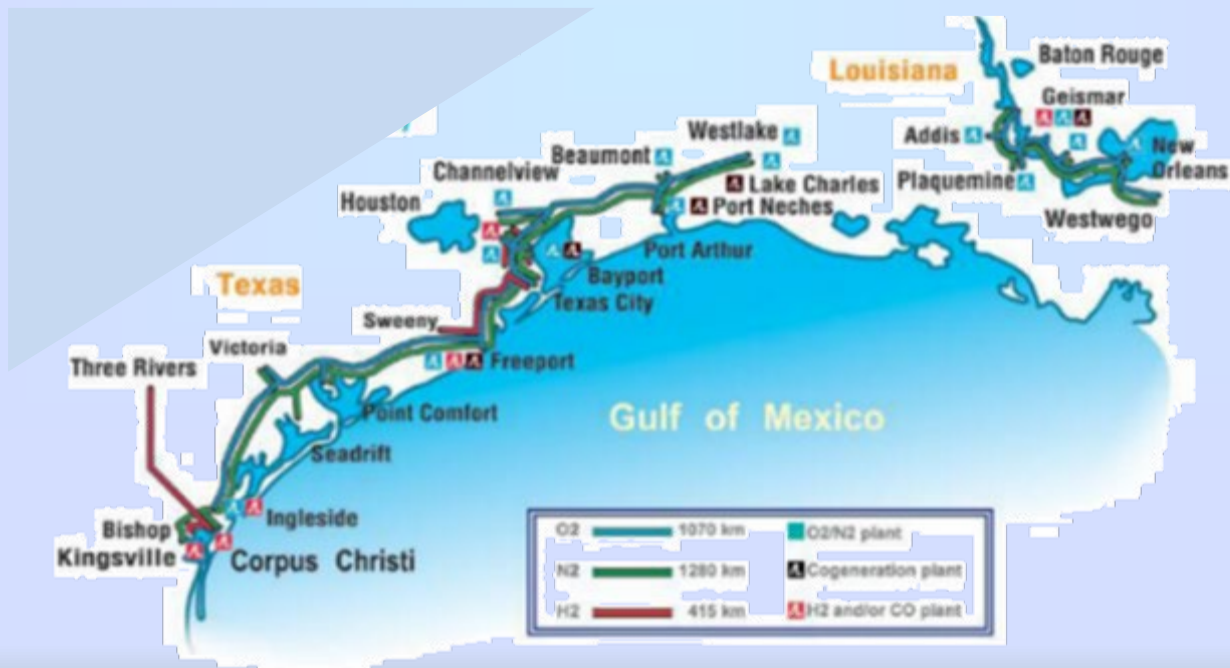 Baton Rouge
Louisiana
Geismar
Westlake
Addis
New
Orleans
Beaumont
Channelview
Lake Charles
Plaquemine
Houston
Port Neches
Westwego
Port Arthur
Bayport
Texas
Texas City
Sweeny
Victoria
Freeport
Three Rivers
Point Comfort
Gulf of Mexico
Seadrift
Ingleside
Bishop
Kingsville
Corpus Christi
O2 1070 km O2/N2 plant
N2 1280 km Cogeneration plant
H2 415 km H2 and/or CO plant